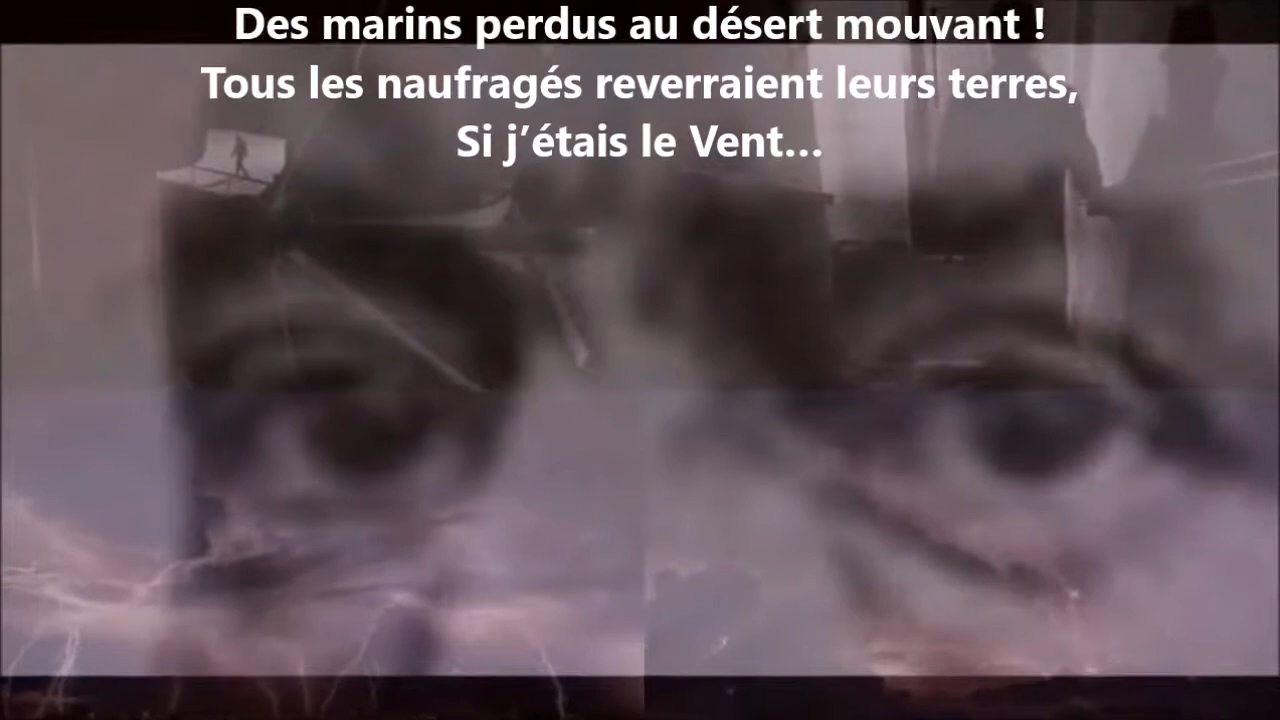 Des marins perdus au désert mouvant !
Tous les naufragés reverraient leurs terres,
Si j’étais le Vent…